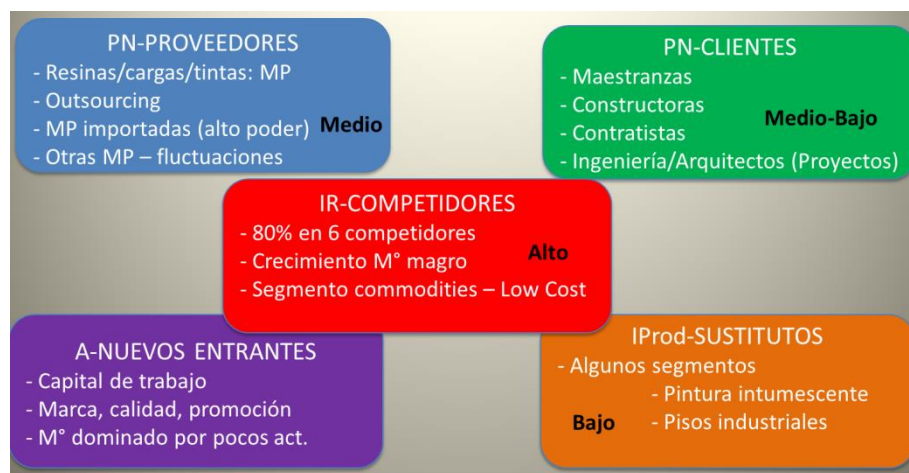 PN-PROVEEDORES
- Resinas/cargas/tintas: MP
- Outsourcing
- MP importadas (alto poder) Medio
- Otras MP – fluctuaciones
PN-CLIENTES
- Maestranzas
- Constructoras Medio-Bajo
- Contratistas
- Ingeniería/Arquitectos (Proyectos)
IR-COMPETIDORES
- 80% en 6 competidores
- Crecimiento M° magro Alto
- Segmento commodities – Low Cost
A-NUEVOS ENTRANTES
- Capital de trabajo
- Marca, calidad, promoción
- M° dominado por pocos act.
IProd-SUSTITUTOS
- Algunos segmentos
- Pintura intumescente
Bajo - Pisos industriales